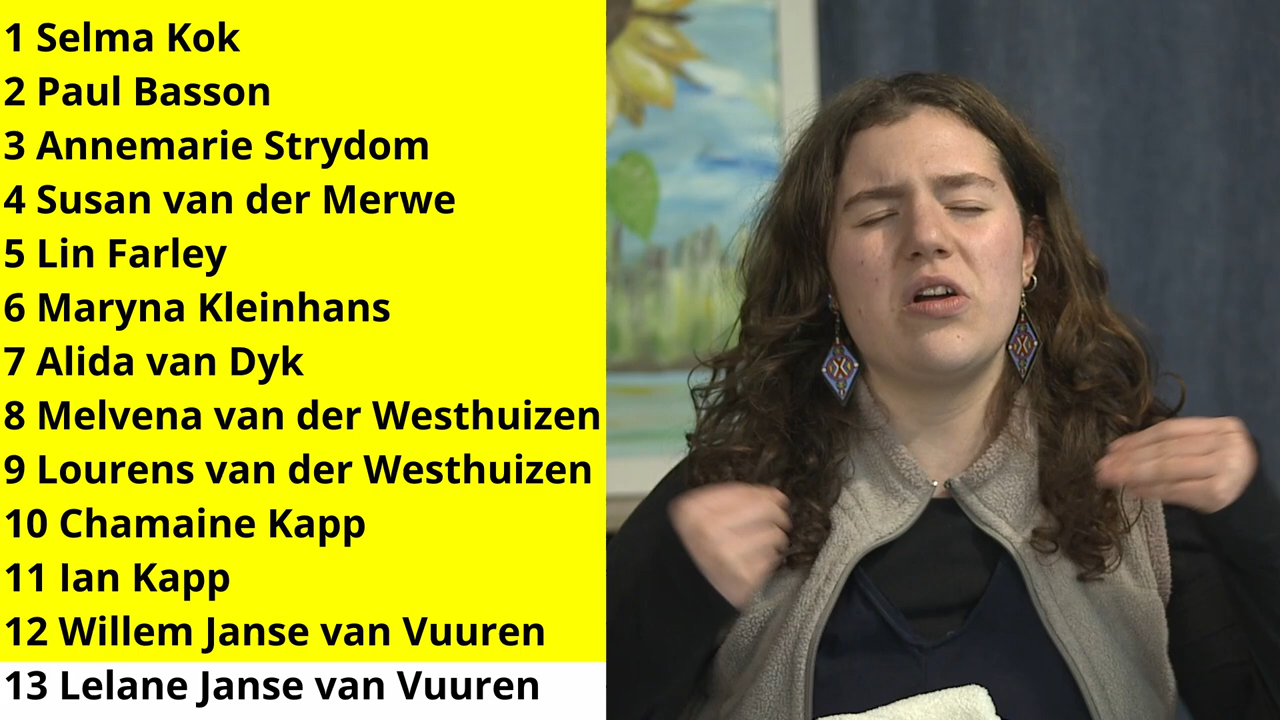 1 Selma Kok
2 Paul Basson
3 Annemarie Strydom
4 Susan van der Merwe
5 Lin Farley
6 Maryna Kleinhans
7 Alida van Dyk
8 Melvena van der Westhuizen
9 Lourens van der Westhuizen
10 Chamaine Kapp
11 Ian Kapp
12 Willem Janse van Vuuren
13 Lelane Janse van Vuuren